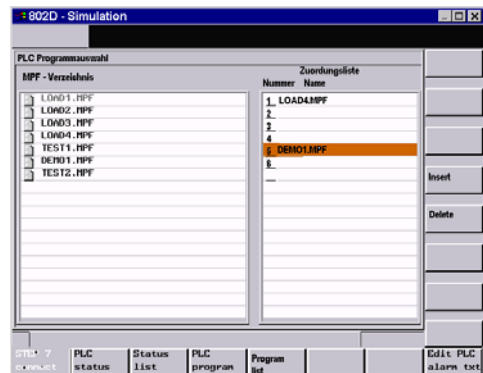 802D - Simulation
PLC Programmauswahl
MPF - Verzeichnis
Zuordungsliste
Nummer Name
LOAD1.MPF
LOAD2.MPF
LOAD3.MPF
LOAD4.MPF
TEST1.MPF
DEMO1.MPF
TEST2.MPF
1 LOAD4.MPF
2
3
4
5 DEMO1.MPF
6
Insert
Delete
STEP 7 connect
PLC status
Status list
PLC program
Program list
Edit PLC alarm txt